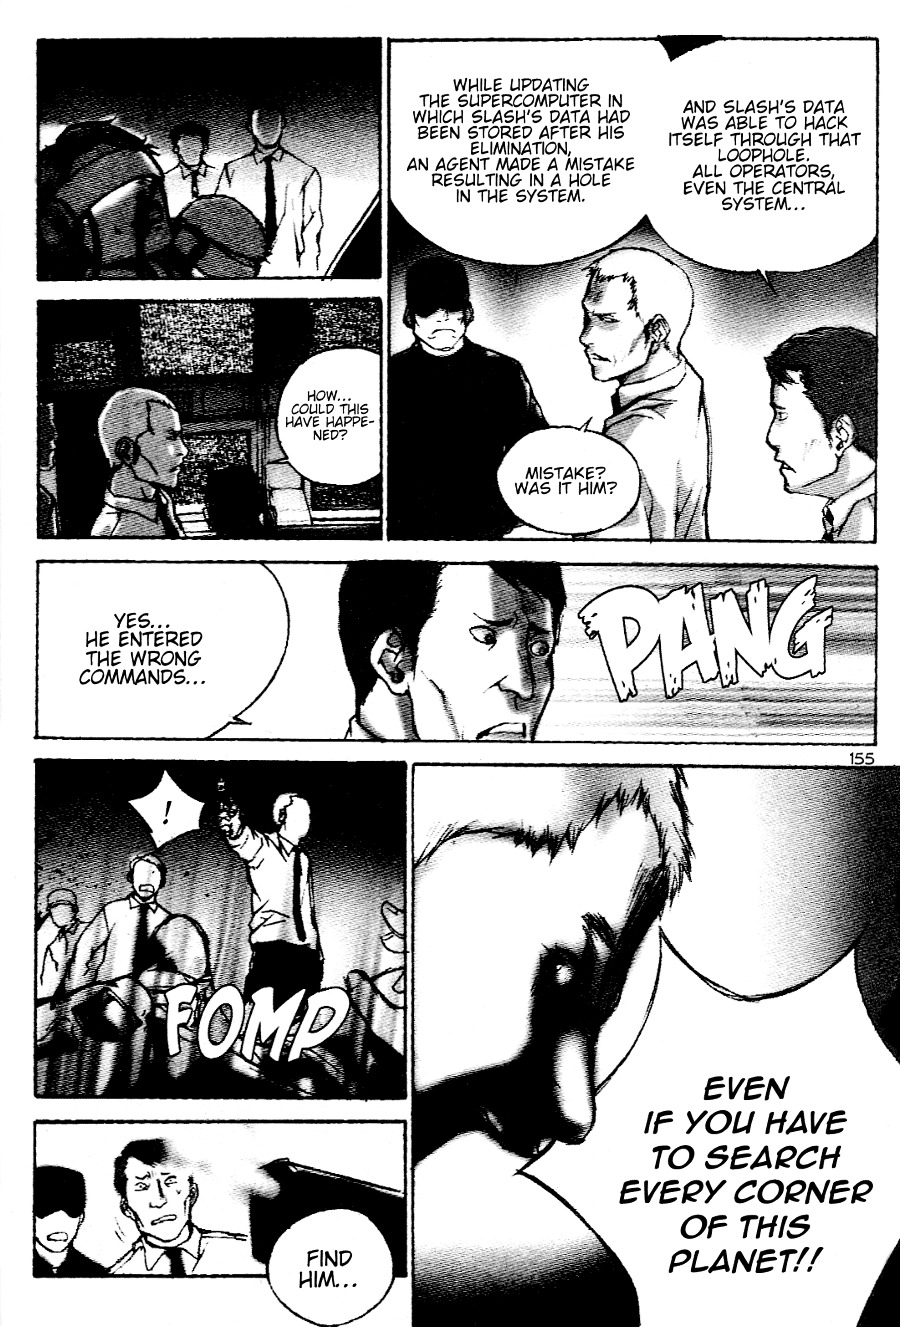 HOW...
COULD THIS
HAVE HAPPE-
NED?
WHILE UPDATING
THE SUPERCOMPUTER IN
WHICH SLASH'S DATA HAD
BEEN STORED AFTER HIS
ELIMINATION,
AN AGENT MADE A MISTAKE
RESULTING IN A HOLE
IN THE SYSTEM.
AND SLASH'S DATA
WAS ABLE TO HACK
ITSELF THROUGH THAT
LOOPHOLE.
ALL OPERATORS,
EVEN THE CENTRAL
SYSTEM...
MISTAKE?
WAS IT HIM?
YES...
HE ENTERED
THE WRONG
COMMANDS...
PANG
155
!
FOMP
FIND
HIM...
EVEN
IF YOU HAVE
TO SEARCH
EVERY CORNER
OF THIS
PLANET!!